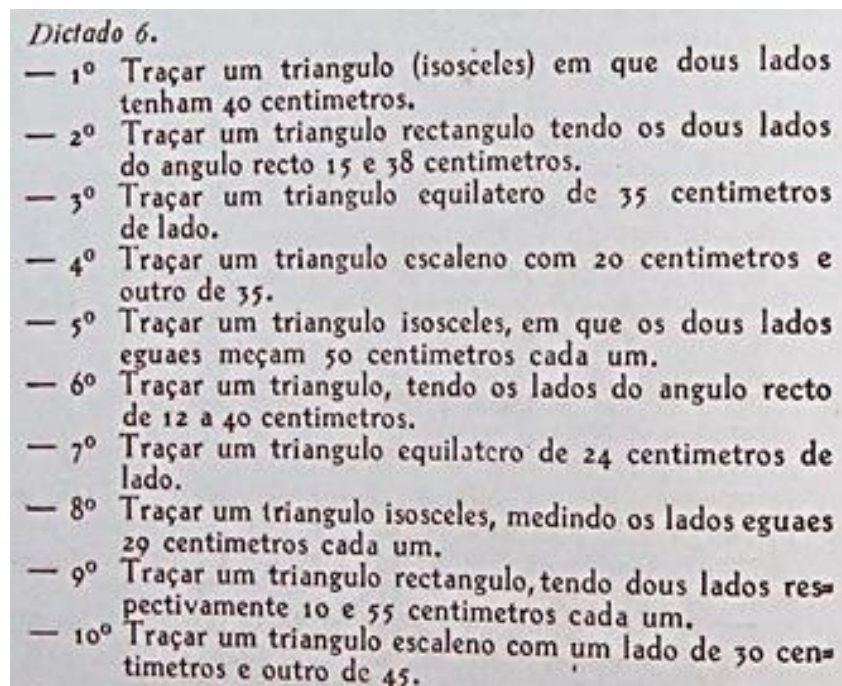 Dictado 6.
— 1º Traçar um triangulo (isosceles) em que dous lados
tenham 40 centimetros.
— 2º Traçar um triangulo rectangulo tendo os dous lados
do angulo recto 15 e 38 centimetros.
— 3º Traçar um triangulo equilatero de 35 centimetros
de lado.
— 4º Traçar um triangulo escaleno com 20 centimetros e
outro de 35.
— 5º Traçar um triangulo isosceles, em que os dous lados
eguaes meçam 50 centimetros cada um.
— 6º Traçar um triangulo, tendo os lados do angulo recto
de 12 a 40 centimetros.
— 7º Traçar um triangulo equilatero de 24 centimetros de
lado.
— 8º Traçar um triangulo isosceles, medindo os lados eguaes
29 centimetros cada um.
— 9º Traçar um triangulo rectangulo, tendo dous lados res=
pectivamente 10 e 55 centimetros cada um.
— 10º Traçar um triangulo escaleno com um lado de 30 cen=
timetros e outro de 45.